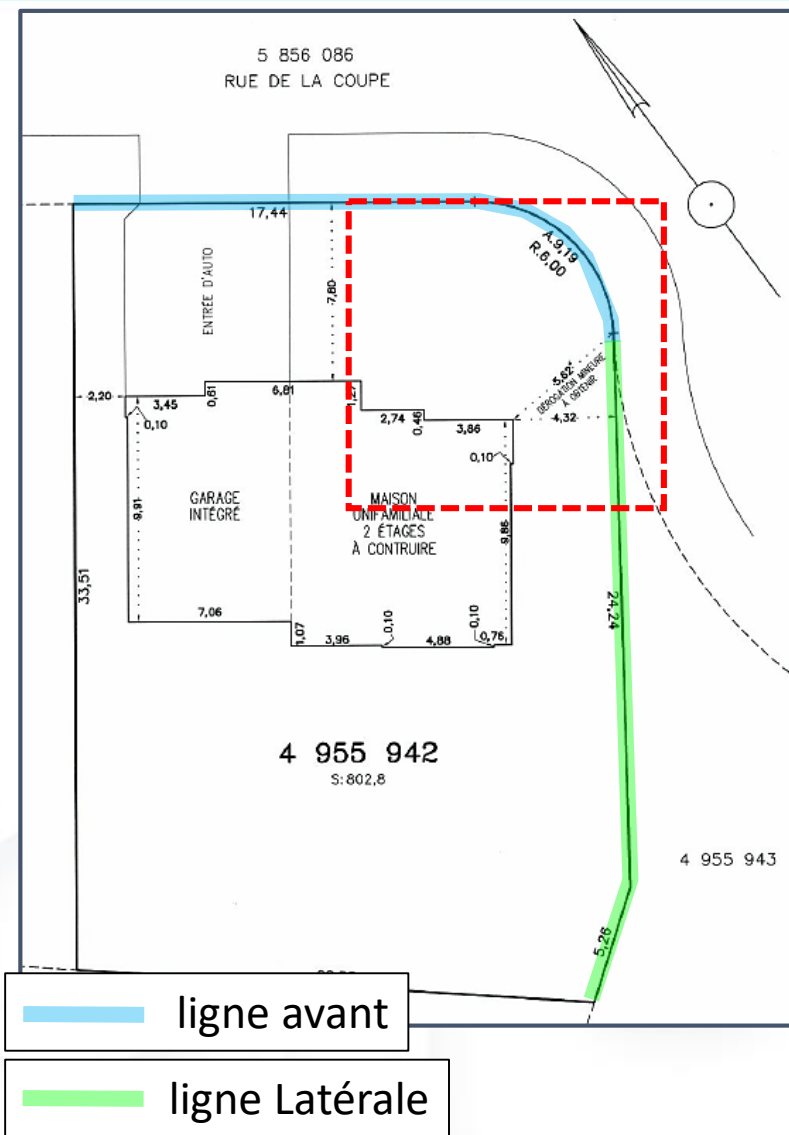 5 856 086
RUE DE LA COUPE
17,44
A.9,19
R.6,00
ENTRÉE D'AUTO
7,60
5,62
DÉROGATION MINEURE
À OBTENIR
4,32
2,20
3,45
0,61
6,81
1,27
2,74
0,46
3,86
0,10
0,10
9,91
GARAGE
INTÉGRÉ
MAISON
UNIFAMILIALE
2 ÉTAGES
À CONTRUIRE
9,86
33,51
24,24
7,06
1,07
3,96
0,10
4,88
0,10
0,76
4 955 942
S:802,8
4 955 943
5,26
ligne avant
ligne Latérale